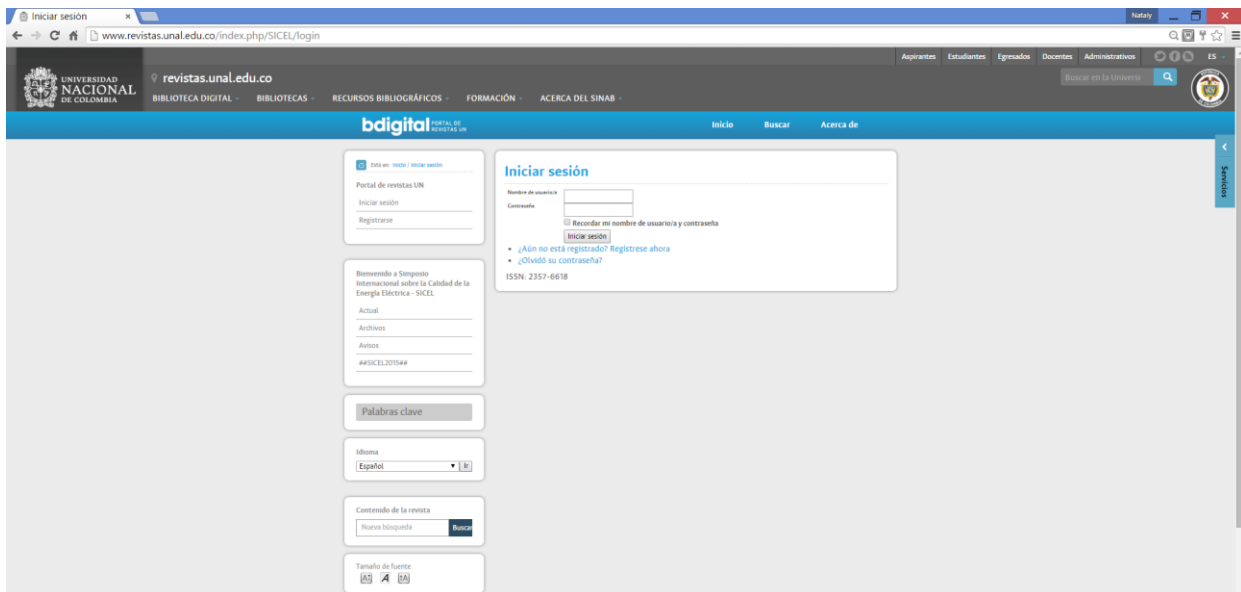 Iniciar sesión
Nataly
www.revistas.unal.edu.co/index.php/SICEL/login
Aspirantes Estudiantes Egresados Docentes Administrativos ES
UNIVERSIDAD
NACIONAL
DE COLOMBIA
revistas.unal.edu.co
Buscar en la Universi
BIBLIOTECA DIGITAL BIBLIOTECAS RECURSOS BIBLIOGRÁFICOS FORMACIÓN ACERCA DEL SINAB
bdigital PORTAL DE
REVISTAS UN
Inicio Buscar Acerca de
Servicios
Está en: Inicio / Iniciar sesión
Portal de revistas UN
Iniciar sesión
Registrarse
Bienvenido a Simposio
Internacional sobre la Calidad de la
Energía Eléctrica - SICEL
Actual
Archivos
Avisos
##SICEL2015##
Palabras clave
Idioma
Español Ir
Contenido de la revista
Nueva búsqueda Buscar
Tamaño de fuente
Iniciar sesión
Nombre de usuario/a
Contraseña
Recordar mi nombre de usuario/a y contraseña
Iniciar sesión
¿Aún no está registrado? Regístrese ahora
¿Olvidó su contraseña?
ISSN: 2357-6618